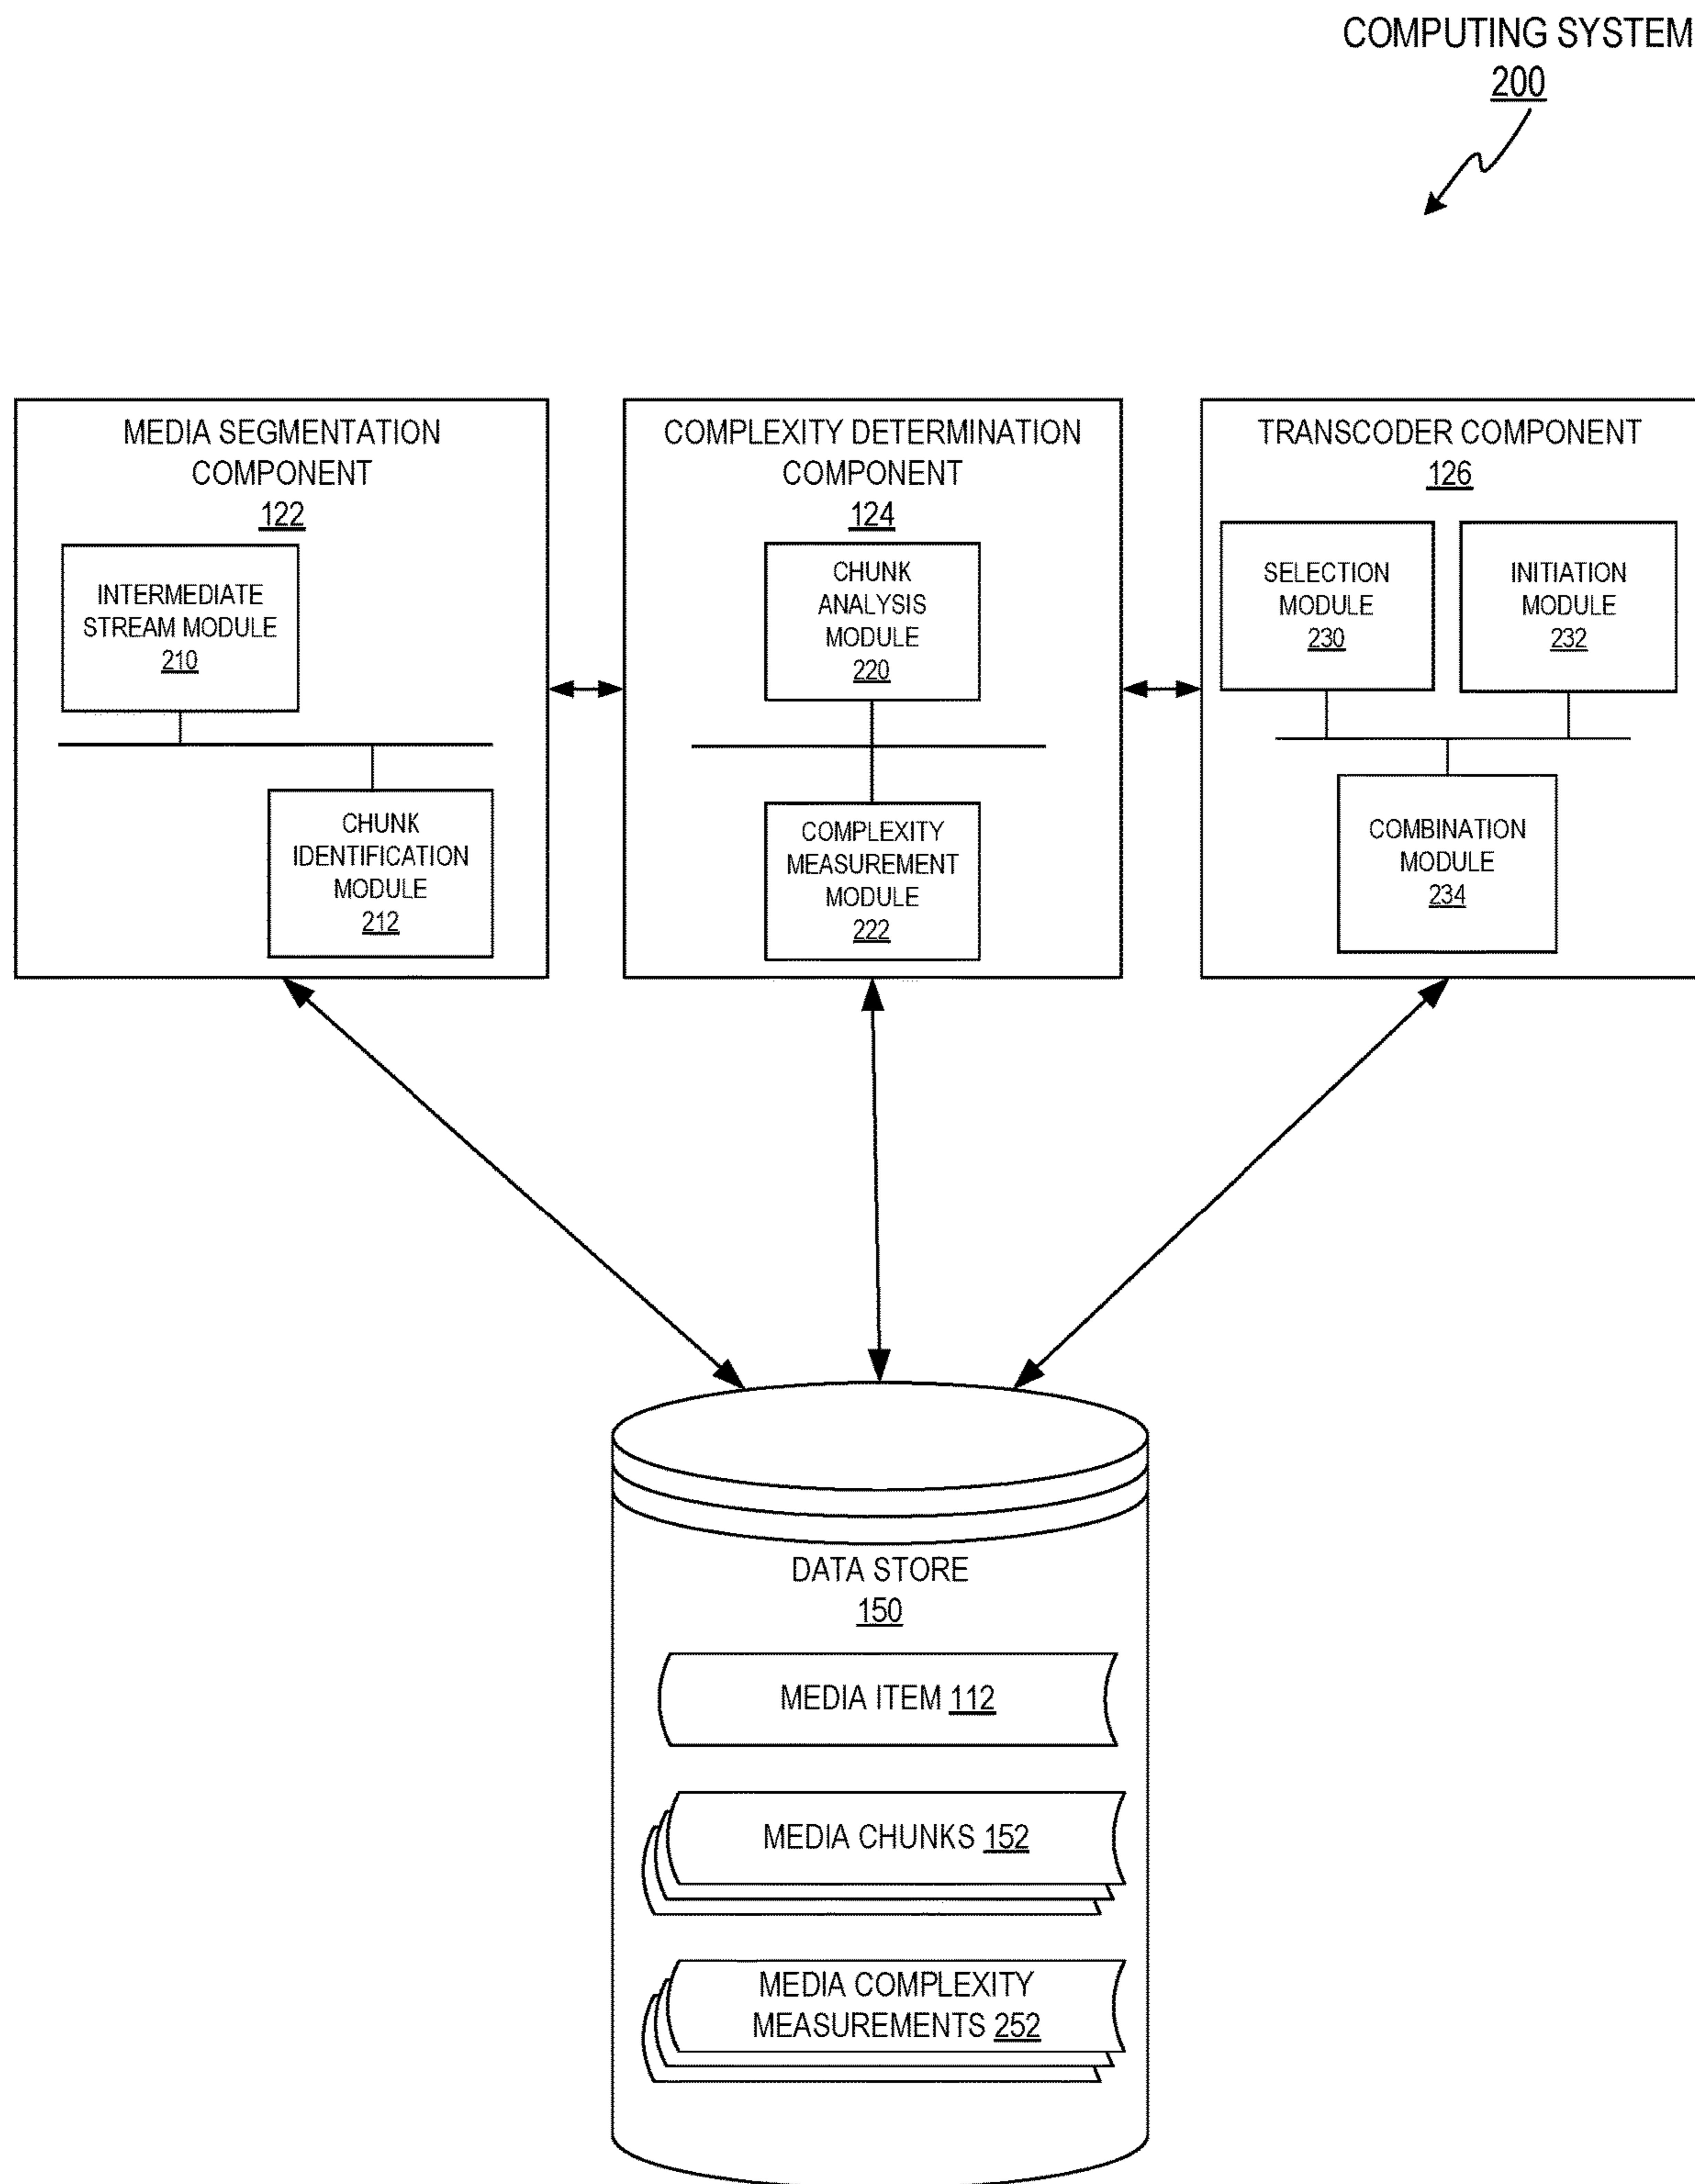 COMPUTING SYSTEM
200
MEDIA SEGMENTATION
COMPONENT
122
INTERMEDIATE
STREAM MODULE
210
CHUNK
IDENTIFICATION
MODULE
212
COMPLEXITY DETERMINATION
COMPONENT
124
CHUNK
ANALYSIS
MODULE
220
COMPLEXITY
MEASUREMENT
MODULE
222
TRANSCODER COMPONENT
126
SELECTION
MODULE
230
INITIATION
MODULE
232
COMBINATION
MODULE
234
DATA STORE
150
MEDIA ITEM 112
MEDIA CHUNKS 152
MEDIA COMPLEXITY
MEASUREMENTS 252